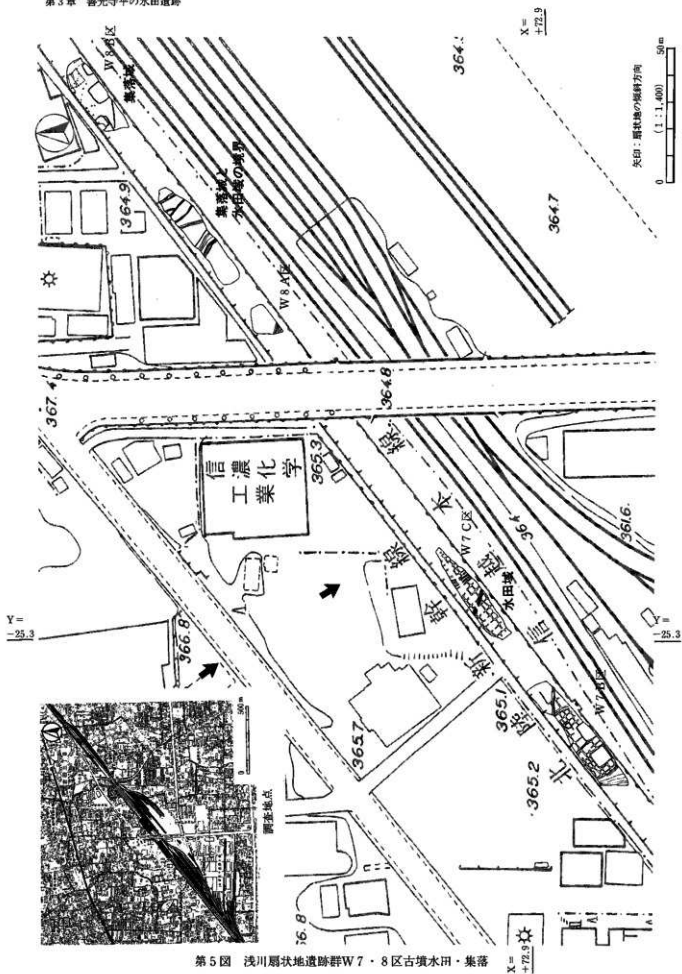 第3章 善光寺平の水田遺跡
X=
+72.9
W8B区
集落域
364.9
集落域と
水田域の境界
W8A区
364.7
矢印：扇状地の傾斜方向
0 (1:1,400) 50m
367.4
364.8
信濃化学
工業
365.3
信越本線
W7C区
水田域
361.6
Y=
-25.3
366.8
Y=
-25.3
北陸新幹線
365.1
W7B区
365.7
365.2
0 500m
調査地点
第5図 浅川扇状地遺跡群W7・8区古墳水田・集落
X=
+72.9